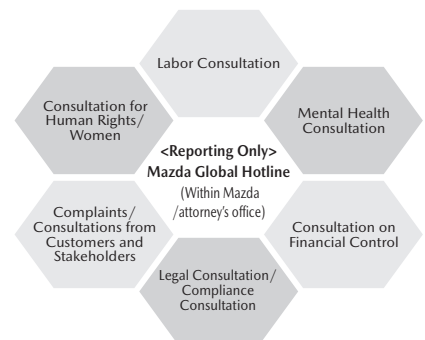 Labor Consultation
Consultation for
Human Rights/
Women
Mental Health
Consultation
<Reporting Only>
Mazda Global Hotline
(Within Mazda
/attorney's office)
Complaints/
Consultations from
Customers and
Stakeholders
Consultation on
Financial Control
Legal Consultation/
Compliance
Consultation